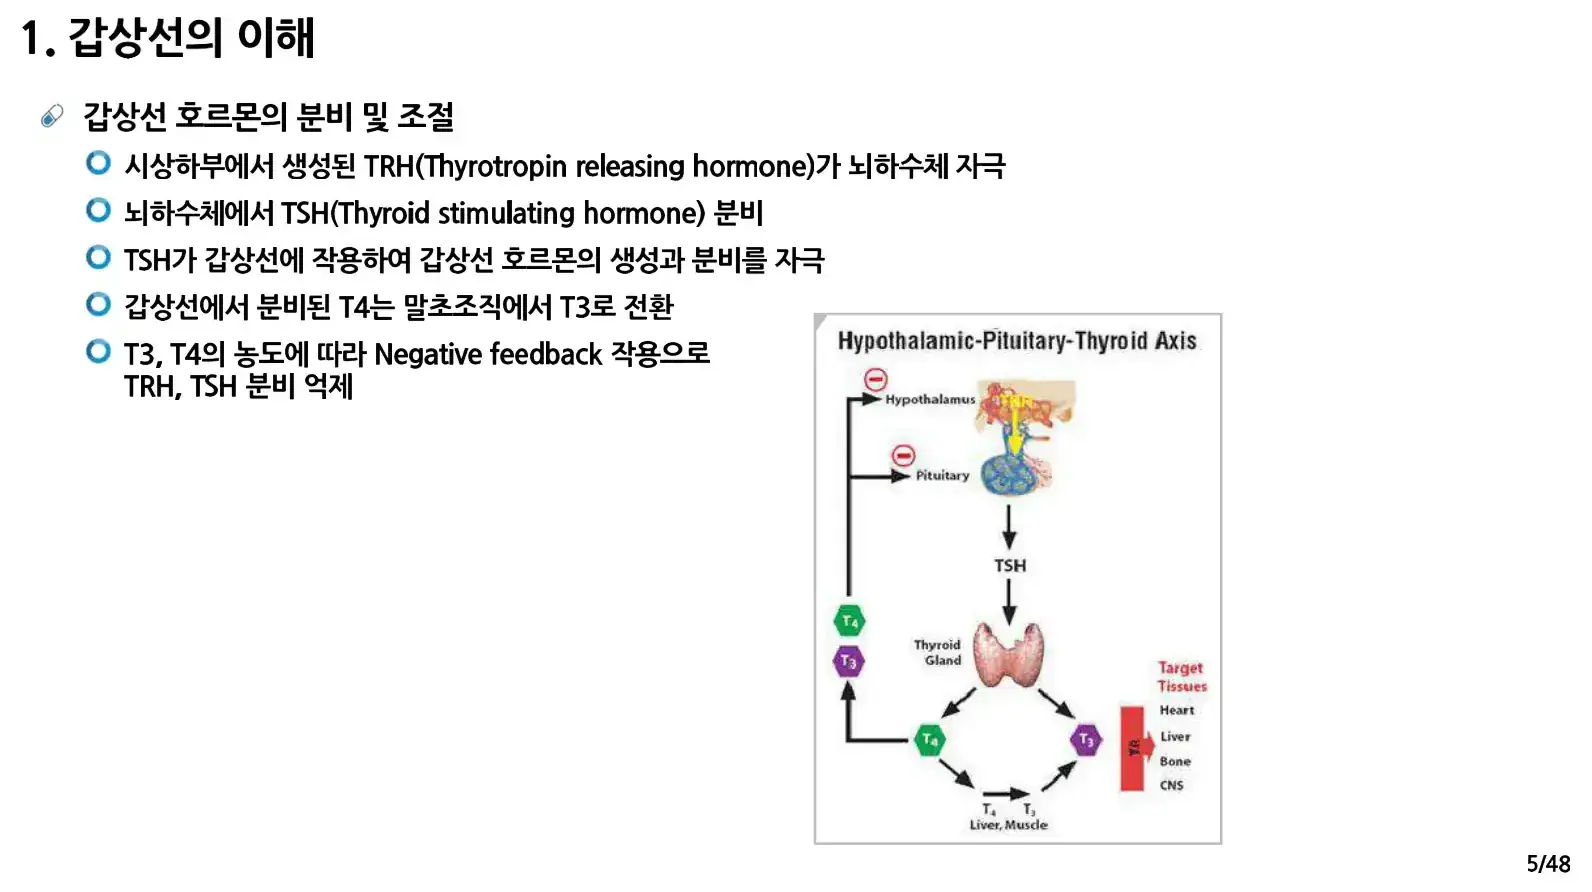 1. 갑상선의 이해
갑상선 호르몬의 분비 및 조절
시상하부에서 생성된 TRH(Thyrotropin releasing hormone)가 뇌하수체 자극
뇌하수체에서 TSH(Thyroid stimulating hormone) 분비
TSH가 갑상선에 작용하여 갑상선 호르몬의 생성과 분비를 자극
갑상선에서 분비된 T4는 말초조직에서 T3로 전환
T3, T4의 농도에 따라 Negative feedback 작용으로
TRH, TSH 분비 억제
Hypothalamic-Pituitary-Thyroid Axis
Hypothalamus
TRH
Pituitary
TSH
T4
Thyroid
Gland
T3
Target
Tissues
Heart
T4
T3
Liver
Bone
CNS
T4 T3
Liver, Muscle
5/48